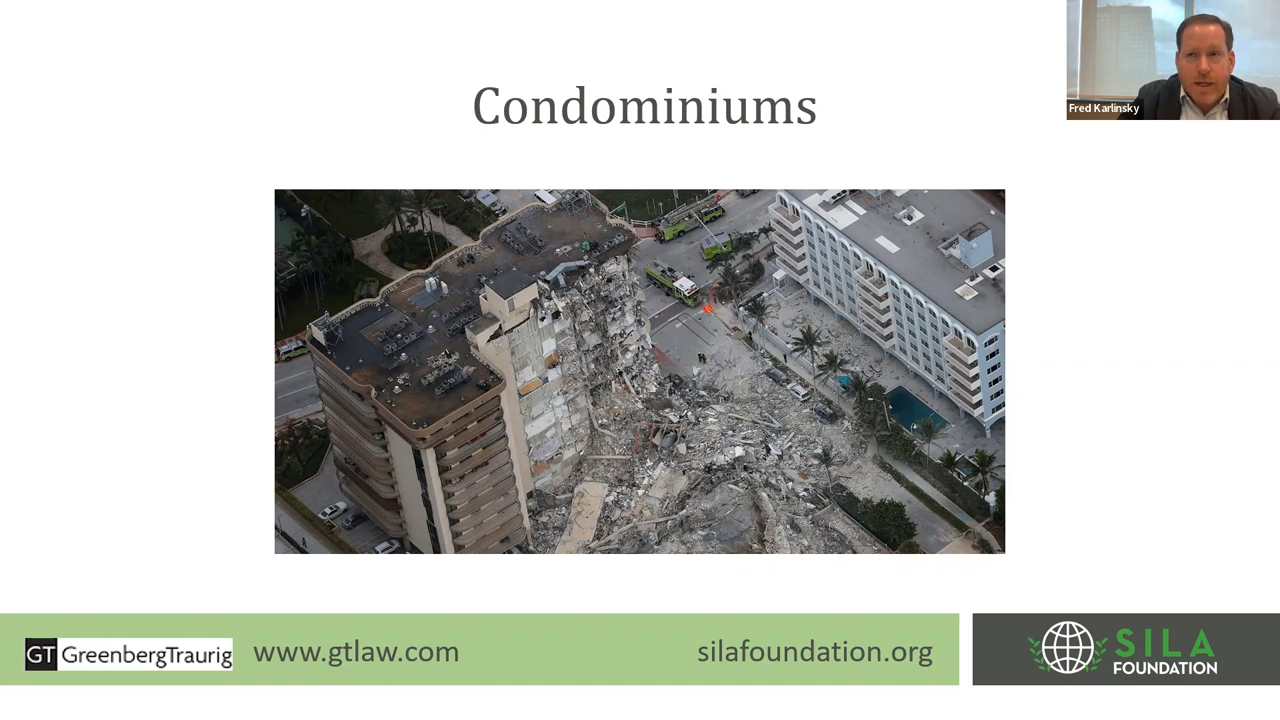 Condominiums
Fred Karlinsky
GT GreenbergTraurig
www.gtlaw.com
silafoundation.org
SILA
FOUNDATION